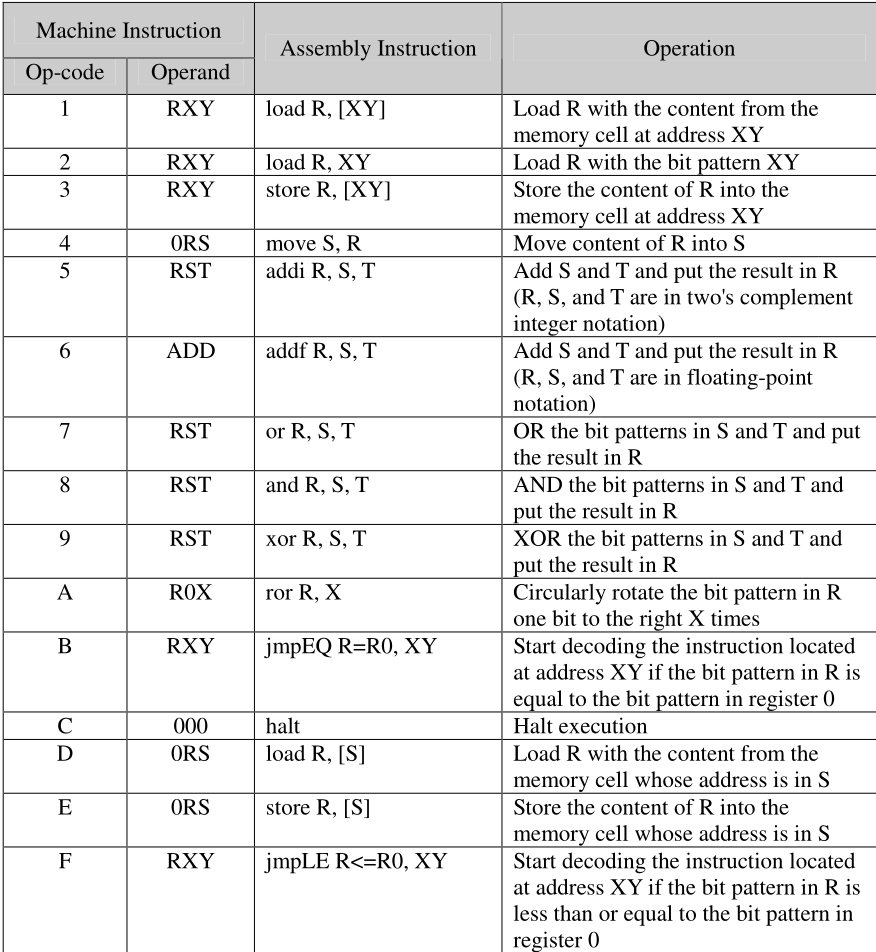 Machine Instruction
Assembly Instruction
Operation
Op-code
Operand
1
RXY
load R, [XY]
Load R with the content from the
memory cell at address XY
2
RXY
load R, XY
Load R with the bit pattern XY
3
RXY
store R, [XY]
Store the content of R into the
memory cell at address XY
4
0RS
move S, R
Move content of R into S
5
RST
addi R, S, T
Add S and T and put the result in R
(R, S, and T are in two's complement
integer notation)
6
ADD
addf R, S, T
Add S and T and put the result in R
(R, S, and T are in floating-point
notation)
7
RST
or R, S, T
OR the bit patterns in S and T and put
the result in R
8
RST
and R, S, T
AND the bit patterns in S and T and
put the result in R
9
RST
xor R, S, T
XOR the bit patterns in S and T and
put the result in R
A
R0X
ror R, X
Circularly rotate the bit pattern in R
one bit to the right X times
B
RXY
jmpEQ R=R0, XY
Start decoding the instruction located
at address XY if the bit pattern in R is
equal to the bit pattern in register 0
C
000
halt
Halt execution
D
0RS
load R, [S]
Load R with the content from the
memory cell whose address is in S
E
0RS
store R, [S]
Store the content of R into the
memory cell whose address is in S
F
RXY
jmpLE R<=R0, XY
Start decoding the instruction located
at address XY if the bit pattern in R is
less than or equal to the bit pattern in
register 0